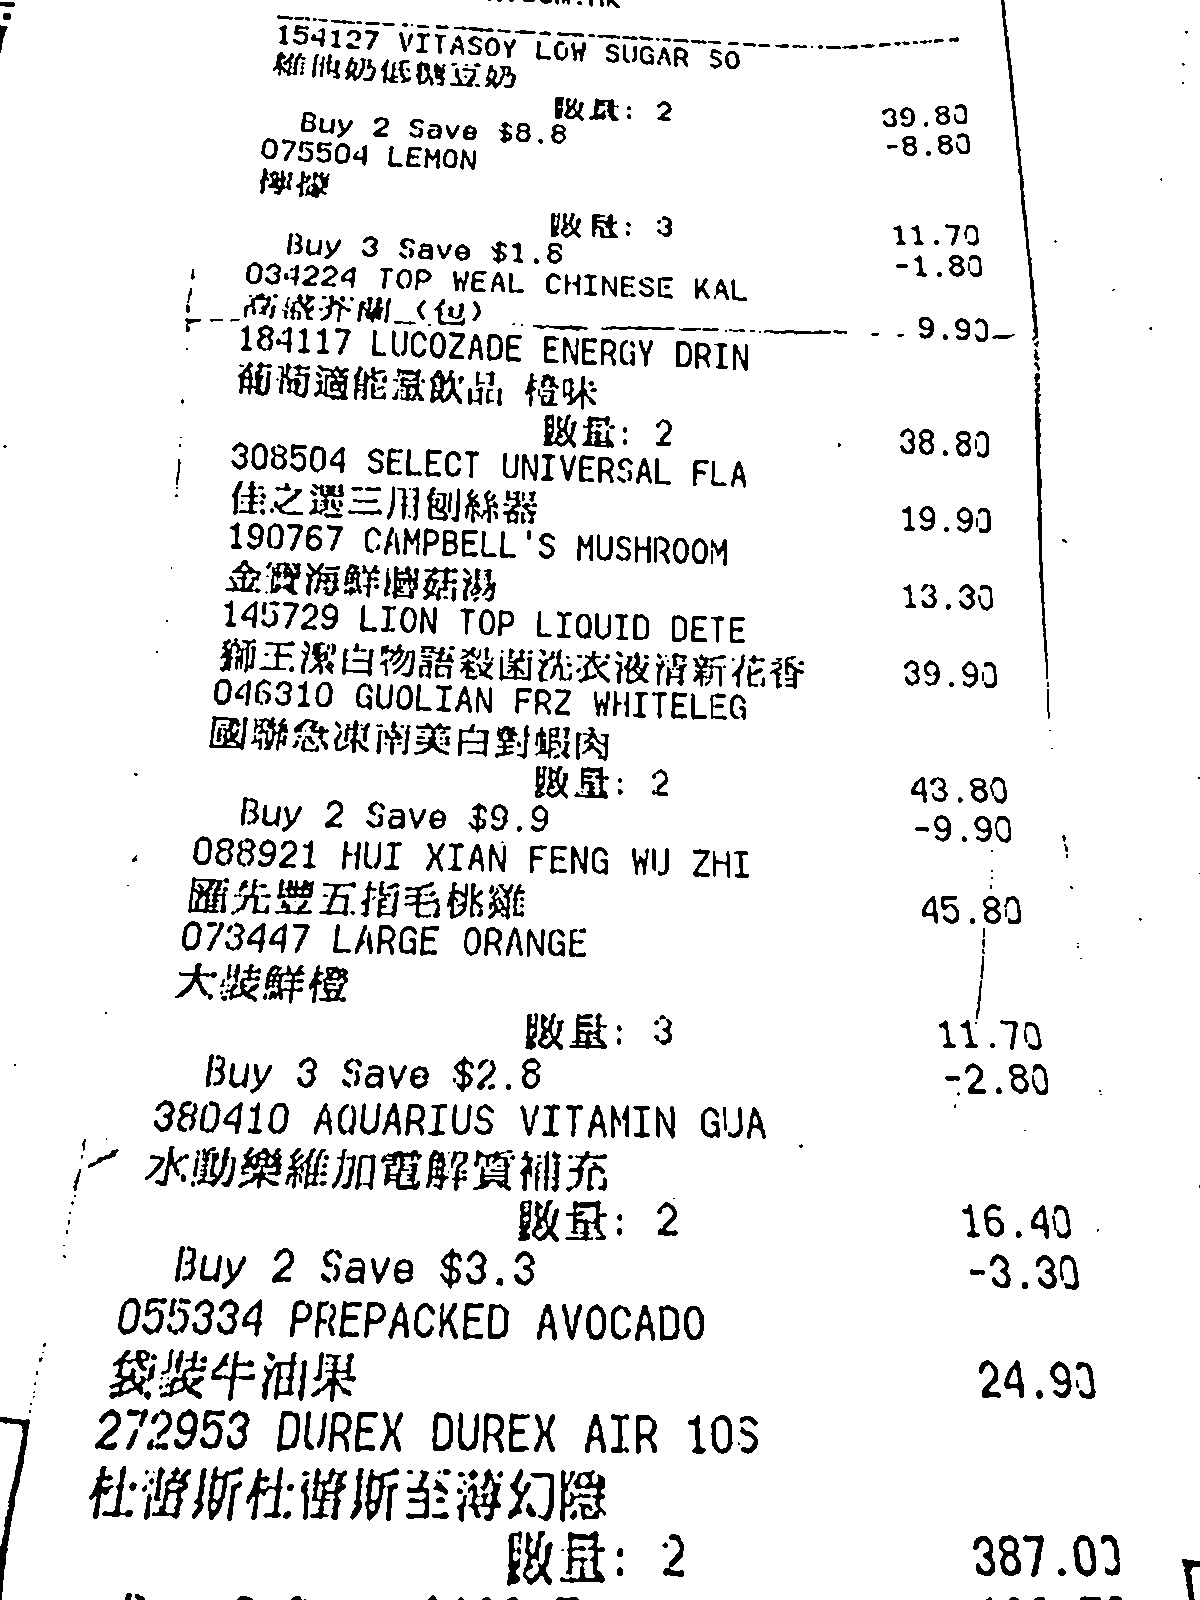 154127 VITASOY LOW SUGAR SO
維他奶低糖豆奶
數量: 2 39.80
Buy 2 Save $8.8 -8.80
075504 LEMON
檸檬
數量: 3 11.70
Buy 3 Save $1.8 -1.80
034224 TOP WEAL CHINESE KAL
高盛芥蘭 (包) 9.90
184117 LUCOZADE ENERGY DRIN
葡萄適能量飲品 橙味
數量: 2 38.80
308504 SELECT UNIVERSAL FLA
佳之選三用刨絲器 19.90
190767 CAMPBELL'S MUSHROOM
金寶海鮮蘑菇湯 13.30
145729 LION TOP LIQUID DETE
獅王潔白物語殺菌洗衣液清新花香 39.90
046310 GUOLIAN FRZ WHITELEG
國聯急凍南美白對蝦肉
數量: 2 43.80
Buy 2 Save $9.9 -9.90
088921 HUI XIAN FENG WU ZHI
匯先豐五指毛桃雞 45.80
073447 LARGE ORANGE
大裝鮮橙
數量: 3 11.70
Buy 3 Save $2.8 -2.80
380410 AQUARIUS VITAMIN GUA
水動樂維加電解質補充
數量: 2 16.40
Buy 2 Save $3.3 -3.30
055334 PREPACKED AVOCADO
袋裝牛油果 24.90
272953 DUREX DUREX AIR 10S
杜蕾斯杜蕾斯至薄幻隱
數量: 2 387.00